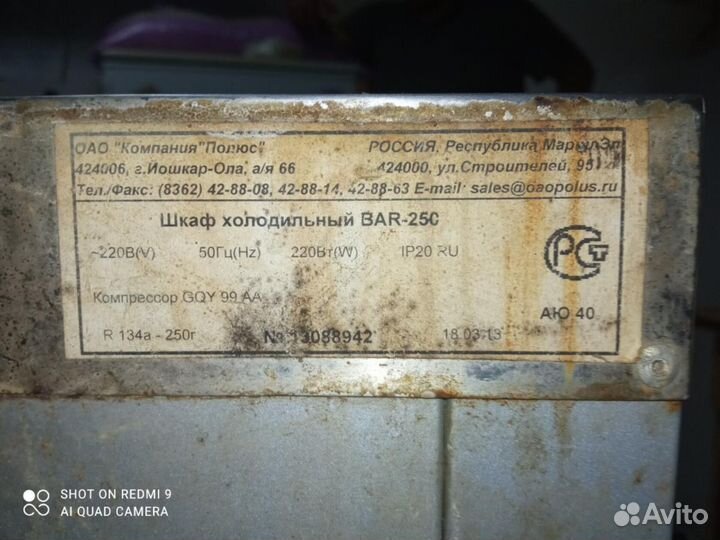 ОАО "Компания "Полюс" РОССИЯ, Республика Марий Эл
424006, г.Йошкар-Ола, а/я 66 424000, ул.Строителей, 95
Тел./Факс: (8362) 42-88-08, 42-88-14, 42-88-63 E-mail: sales@oaopolus.ru
Шкаф холодильный BAR-250
~220В(V) 50Гц(Hz) 220Вт(W) IP20 RU
Компрессор GQY 99 AA
АЮ 40
R 134a - 250г № 13088942 18.03.13
SHOT ON REDMI 9
AI QUAD CAMERA
Avito